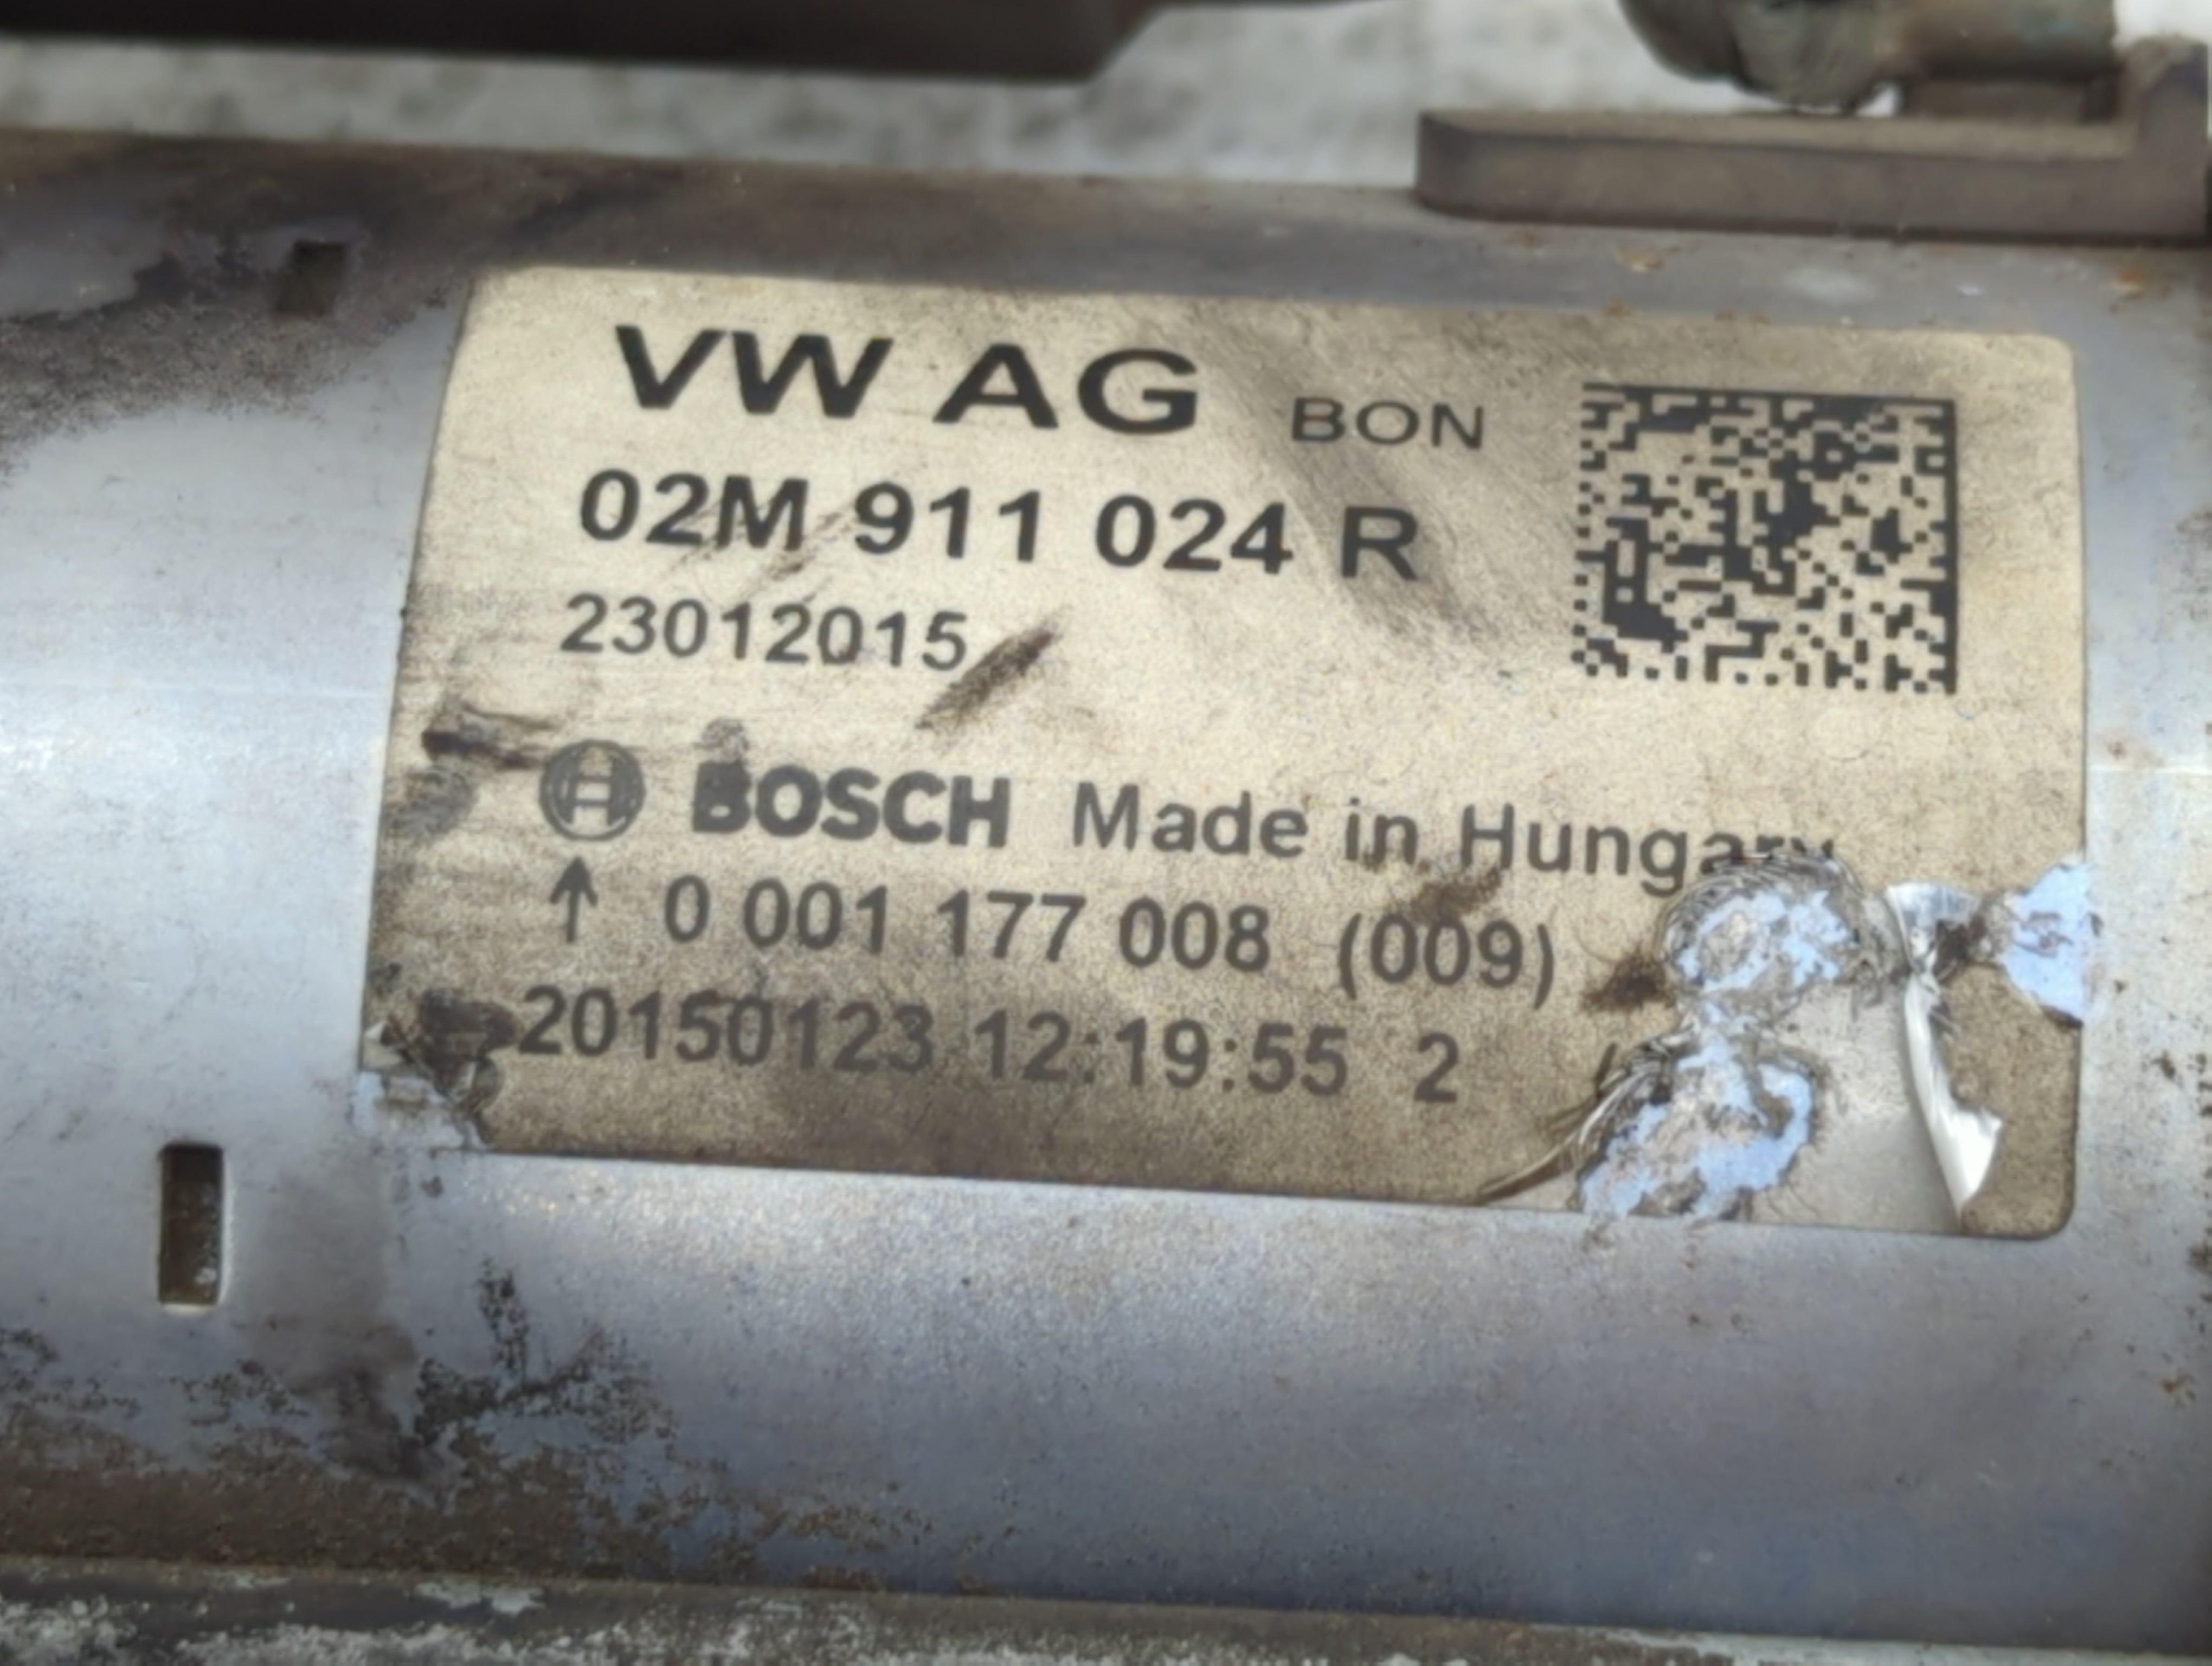 VW AG BON
02M 911 024 R
23012015
BOSCH Made in Hungary
↑ 0 001 177 008 (009)
20150123 12:19:55 2